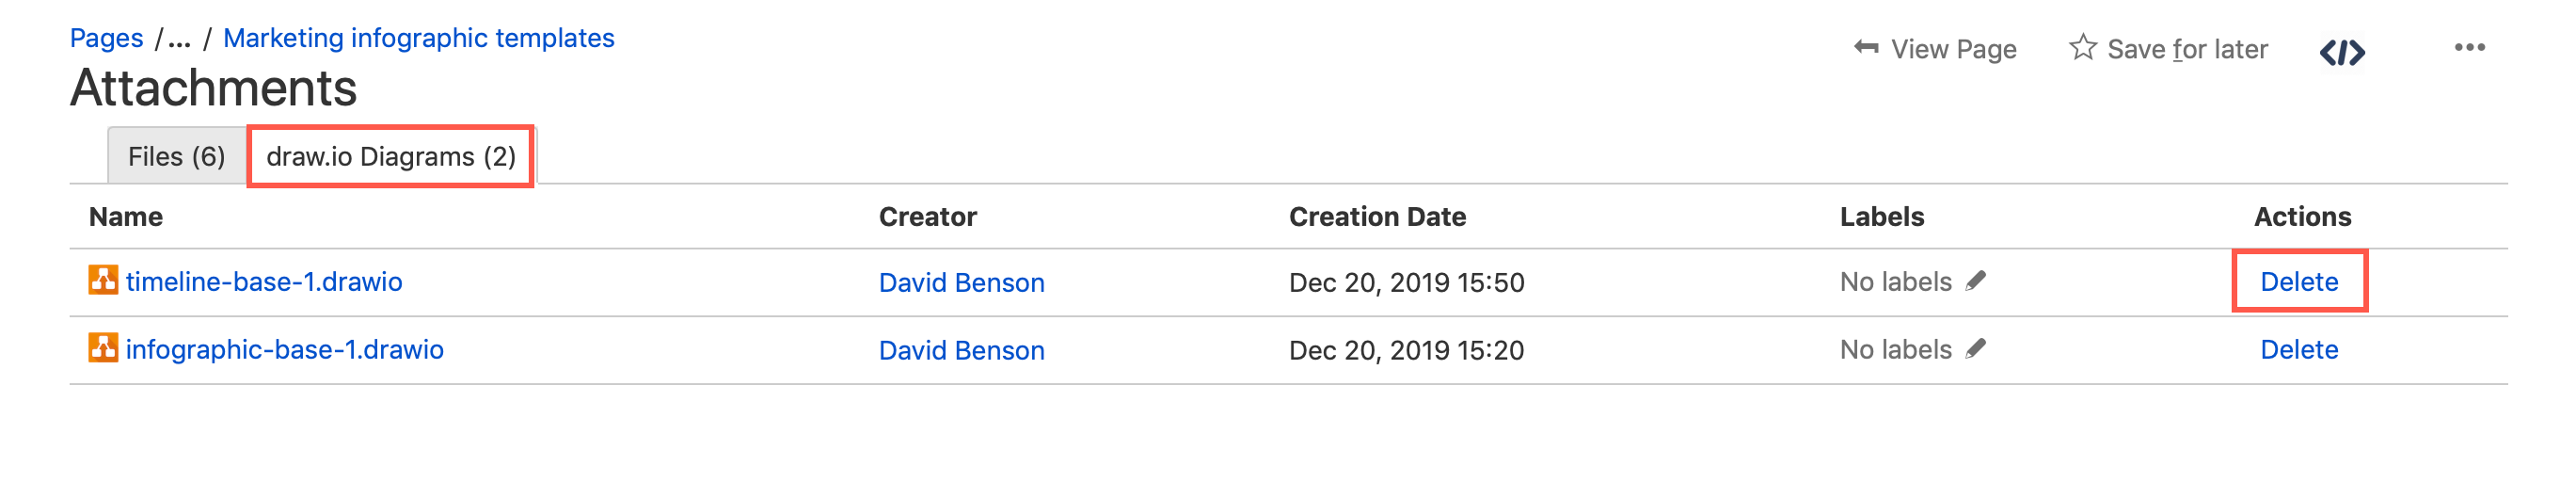 Pages /... / Marketing infographic templates
View Page Save for later </> •••
Attachments
Files (6) draw.io Diagrams (2)
Name Creator Creation Date Labels Actions
timeline-base-1.drawio David Benson Dec 20, 2019 15:50 No labels Delete
infographic-base-1.drawio David Benson Dec 20, 2019 15:20 No labels Delete